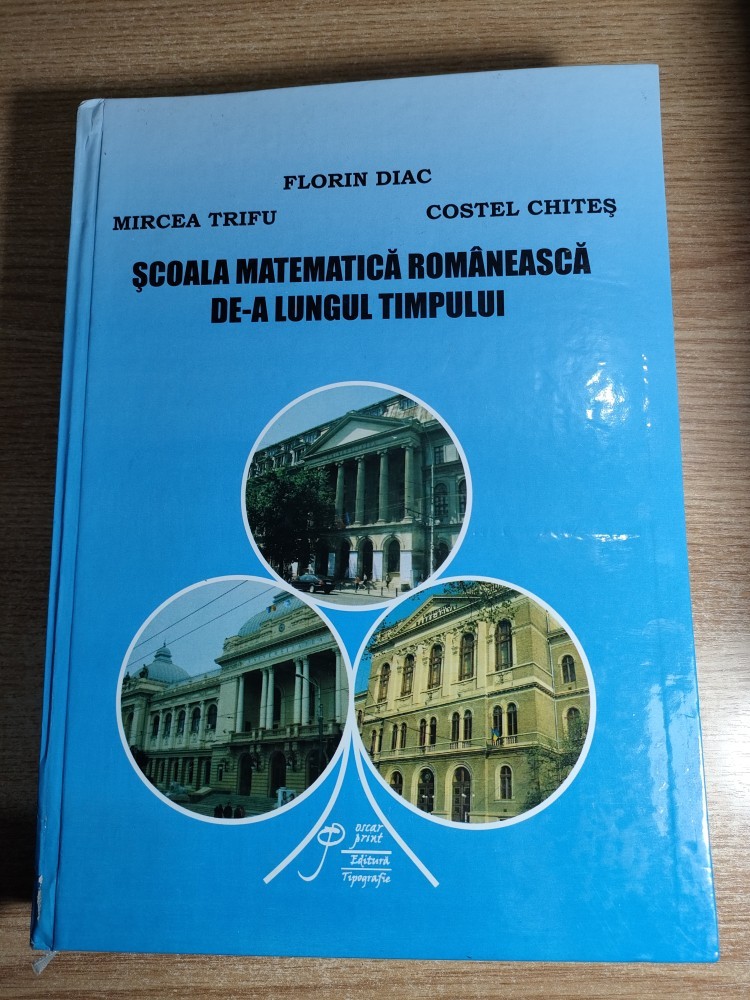 FLORIN DIAC
MIRCEA TRIFU COSTEL CHITEŞ
ŞCOALA MATEMATICĂ ROMÂNEASCĂ
DE-A LUNGUL TIMPULUI
oscar
print
Editură
Tipografie